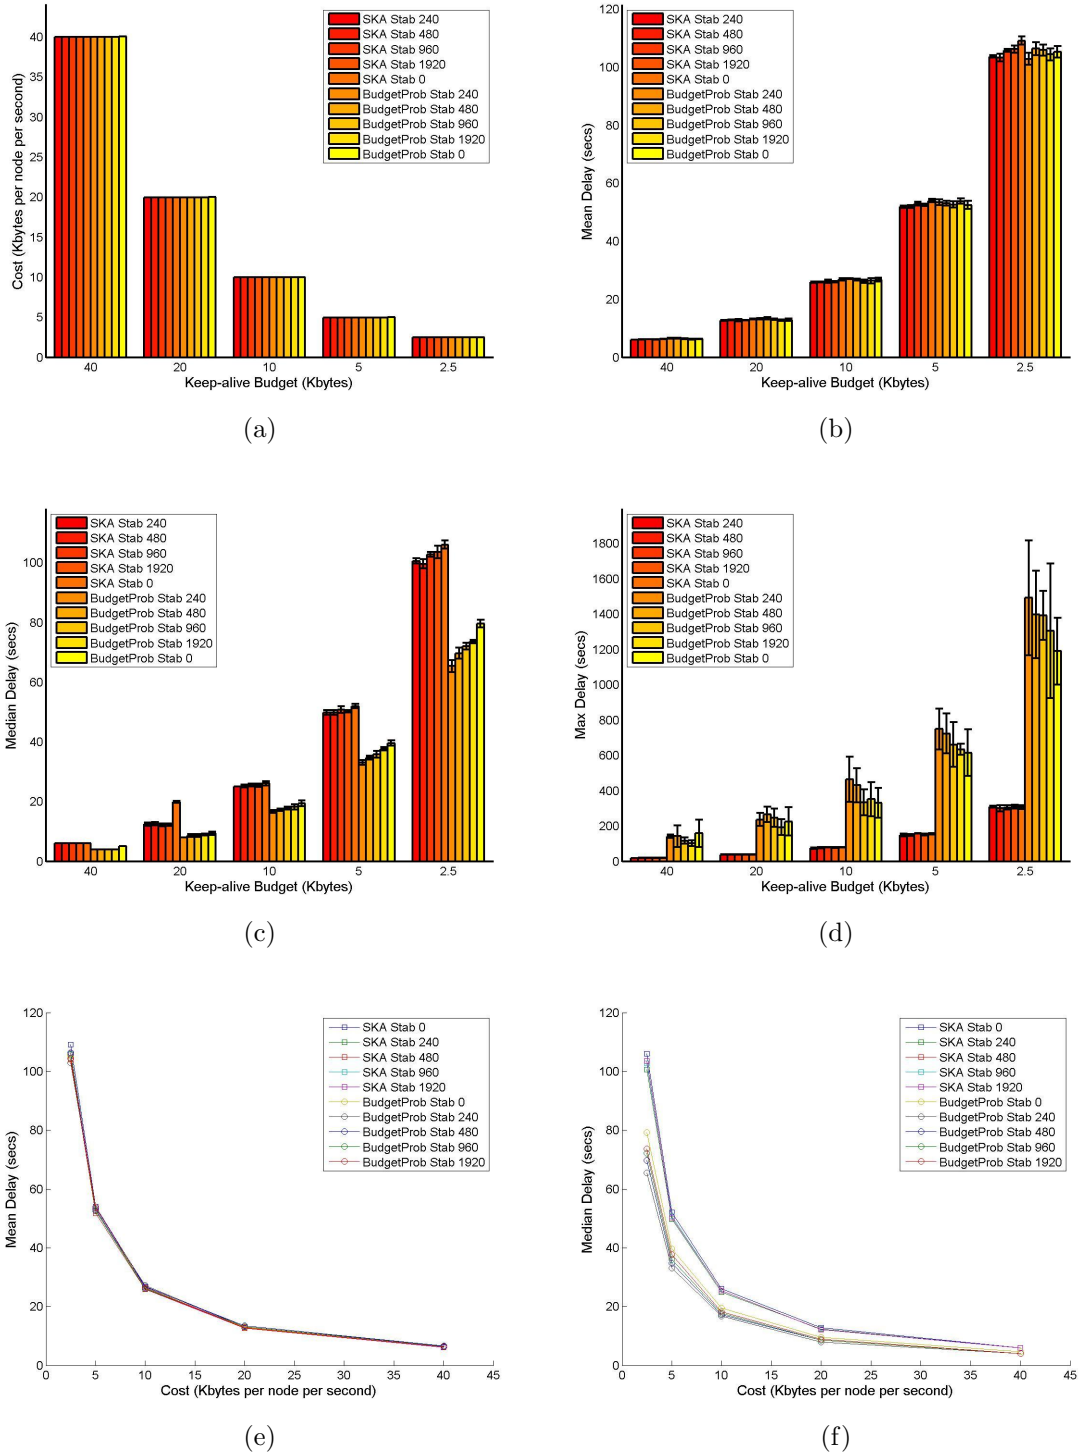 SKA Stab 240
SKA Stab 480
SKA Stab 960
SKA Stab 1920
SKA Stab 0
BudgetProb Stab 240
BudgetProb Stab 480
BudgetProb Stab 960
BudgetProb Stab 1920
BudgetProb Stab 0
Cost (Kbytes per node per second)
40
35
30
25
20
15
10
5
0
40 20 10 5 2.5
Keep-alive Budget (Kbytes)
(a)
SKA Stab 240
SKA Stab 480
SKA Stab 960
SKA Stab 1920
SKA Stab 0
BudgetProb Stab 240
BudgetProb Stab 480
BudgetProb Stab 960
BudgetProb Stab 1920
BudgetProb Stab 0
Mean Delay (secs)
120
100
80
60
40
20
0
40 20 10 5 2.5
Keep-alive Budget (Kbytes)
(b)
SKA Stab 240
SKA Stab 480
SKA Stab 960
SKA Stab 1920
SKA Stab 0
BudgetProb Stab 240
BudgetProb Stab 480
BudgetProb Stab 960
BudgetProb Stab 1920
BudgetProb Stab 0
Median Delay (secs)
100
80
60
40
20
0
40 20 10 5 2.5
Keep-alive Budget (Kbytes)
(c)
SKA Stab 240
SKA Stab 480
SKA Stab 960
SKA Stab 1920
SKA Stab 0
BudgetProb Stab 240
BudgetProb Stab 480
BudgetProb Stab 960
BudgetProb Stab 1920
BudgetProb Stab 0
Max Delay (secs)
1800
1600
1400
1200
1000
800
600
400
200
0
40 20 10 5 2.5
Keep-alive Budget (Kbytes)
(d)
SKA Stab 0
SKA Stab 240
SKA Stab 480
SKA Stab 960
SKA Stab 1920
BudgetProb Stab 0
BudgetProb Stab 240
BudgetProb Stab 480
BudgetProb Stab 960
BudgetProb Stab 1920
Mean Delay (secs)
120
100
80
60
40
20
0
0 5 10 15 20 25 30 35 40 45
Cost (Kbytes per node per second)
(e)
SKA Stab 0
SKA Stab 240
SKA Stab 480
SKA Stab 960
SKA Stab 1920
BudgetProb Stab 0
BudgetProb Stab 240
BudgetProb Stab 480
BudgetProb Stab 960
BudgetProb Stab 1920
Median Delay (secs)
120
100
80
60
40
20
0
0 5 10 15 20 25 30 35 40 45
Cost (Kbytes per node per second)
(f)